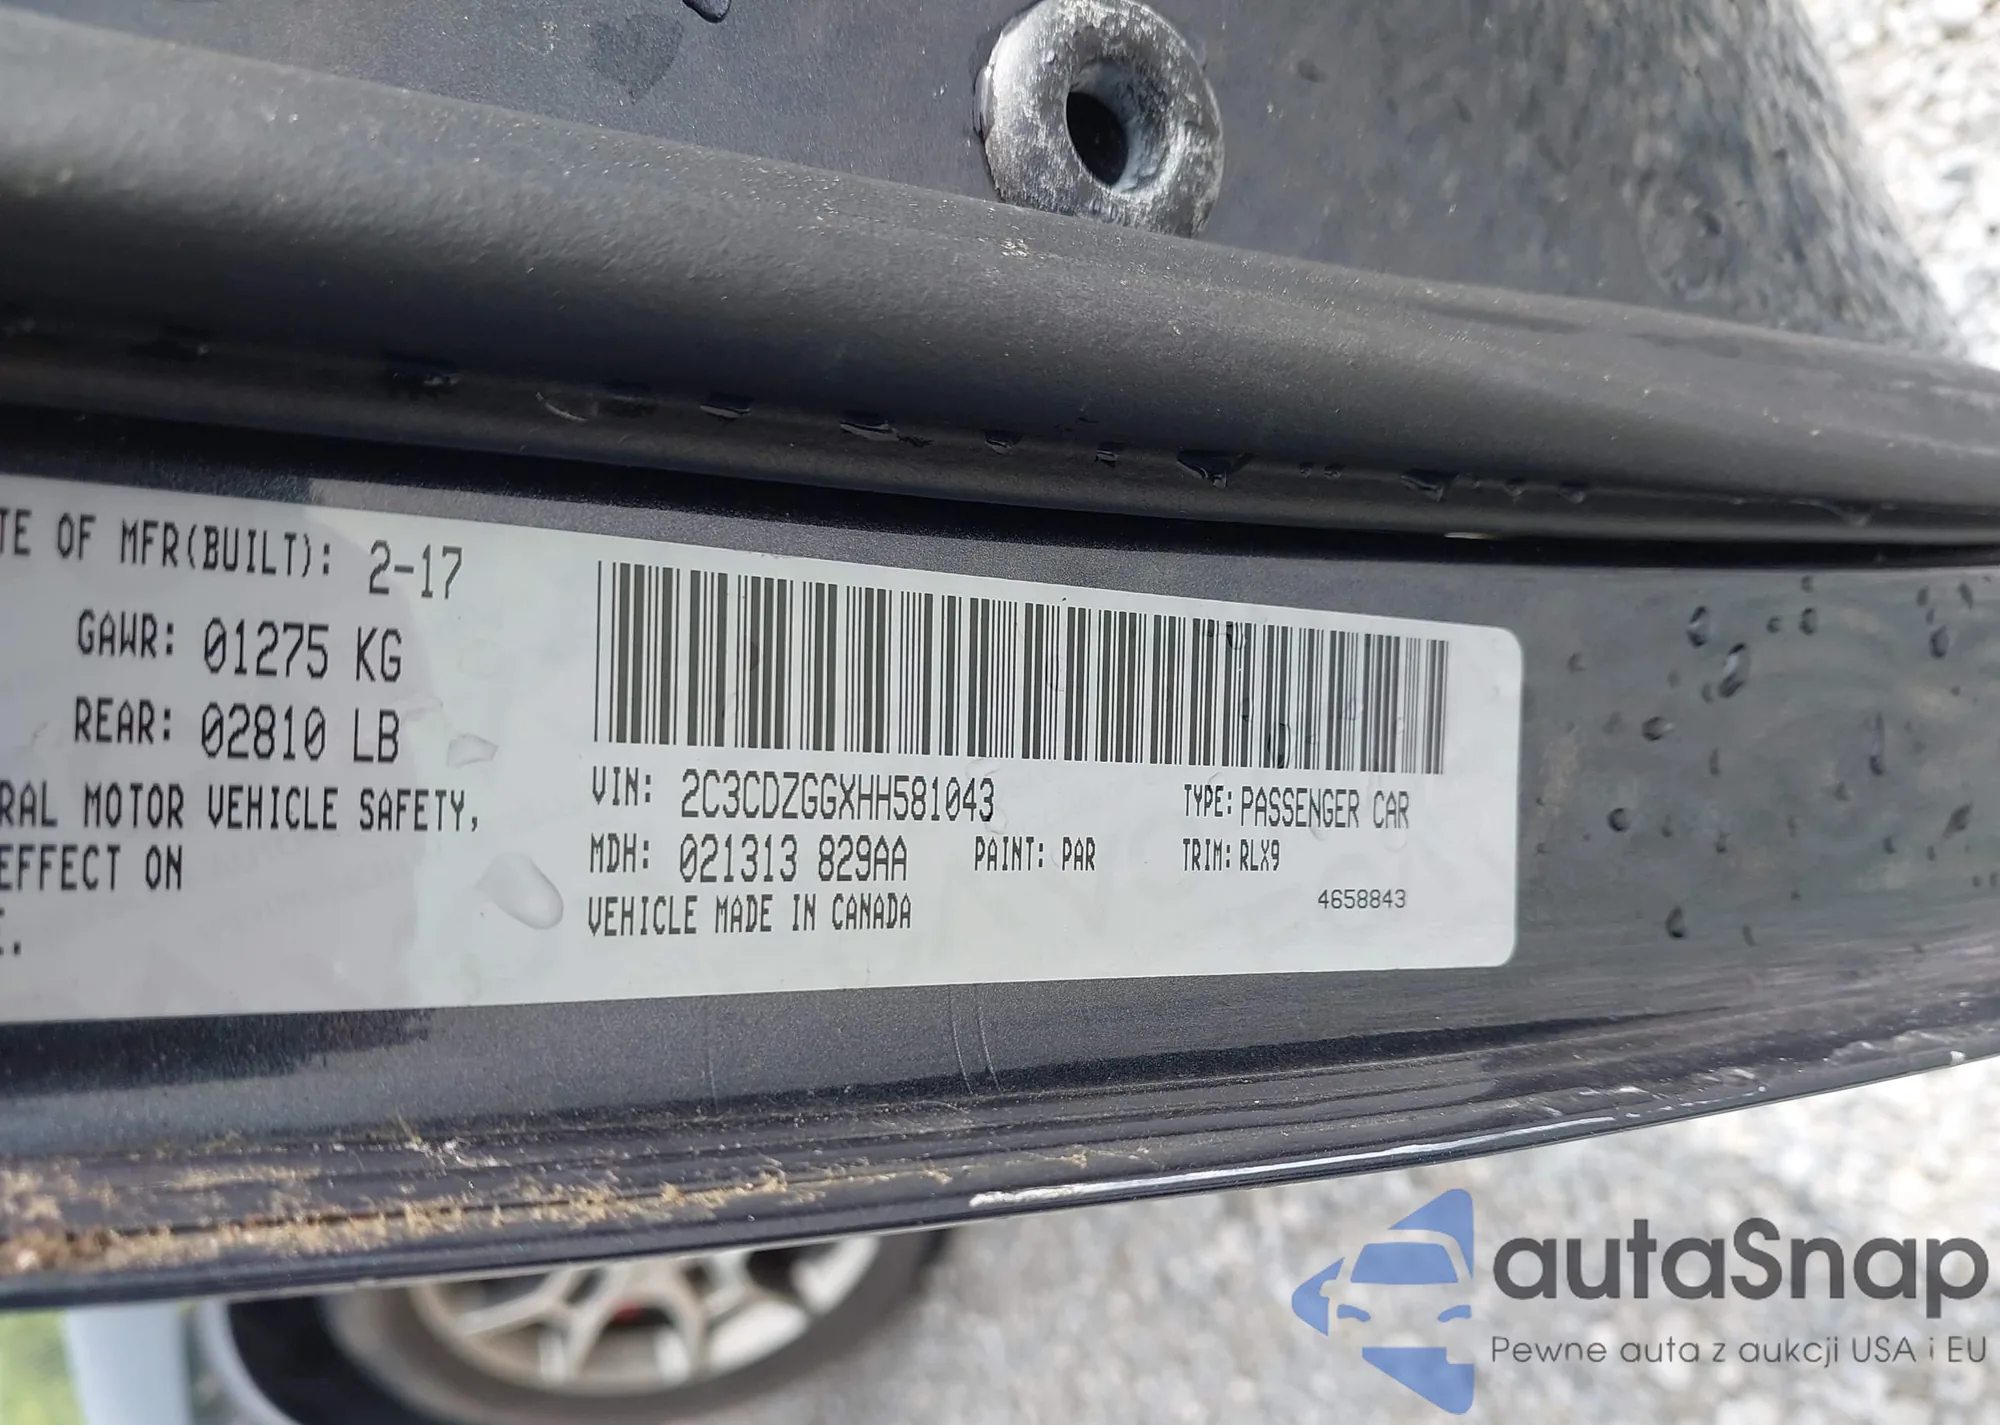 TE OF MFR(BUILT): 2-17
GAWR: 01275 KG
REAR: 02810 LB
RAL MOTOR VEHICLE SAFETY,
EFFECT ON
E.
VIN: 2C3CDZGGXHH581043
TYPE: PASSENGER CAR
MDH: 021313 829AA
PAINT: PAR
TRIM: RLX9
VEHICLE MADE IN CANADA
4658843
autaSnap
Pewne auta z aukcji USA i EU